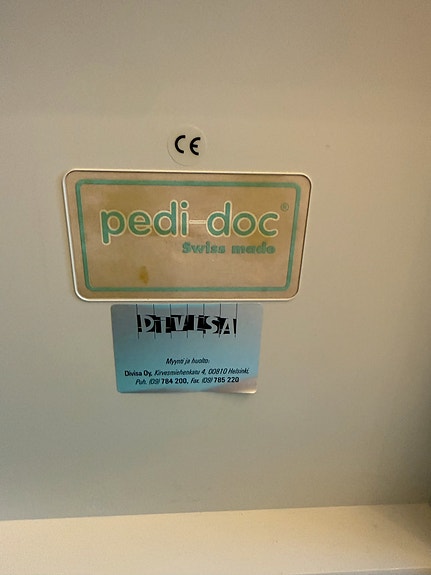 CE
pedi-doc®
Swiss made
DIVISA
Myynti ja huolto:
Divisa Oy, Kirvesmiehenkatu 4, 00810 Helsinki,
Puh. (09) 784 200, Fax. (09) 785 220